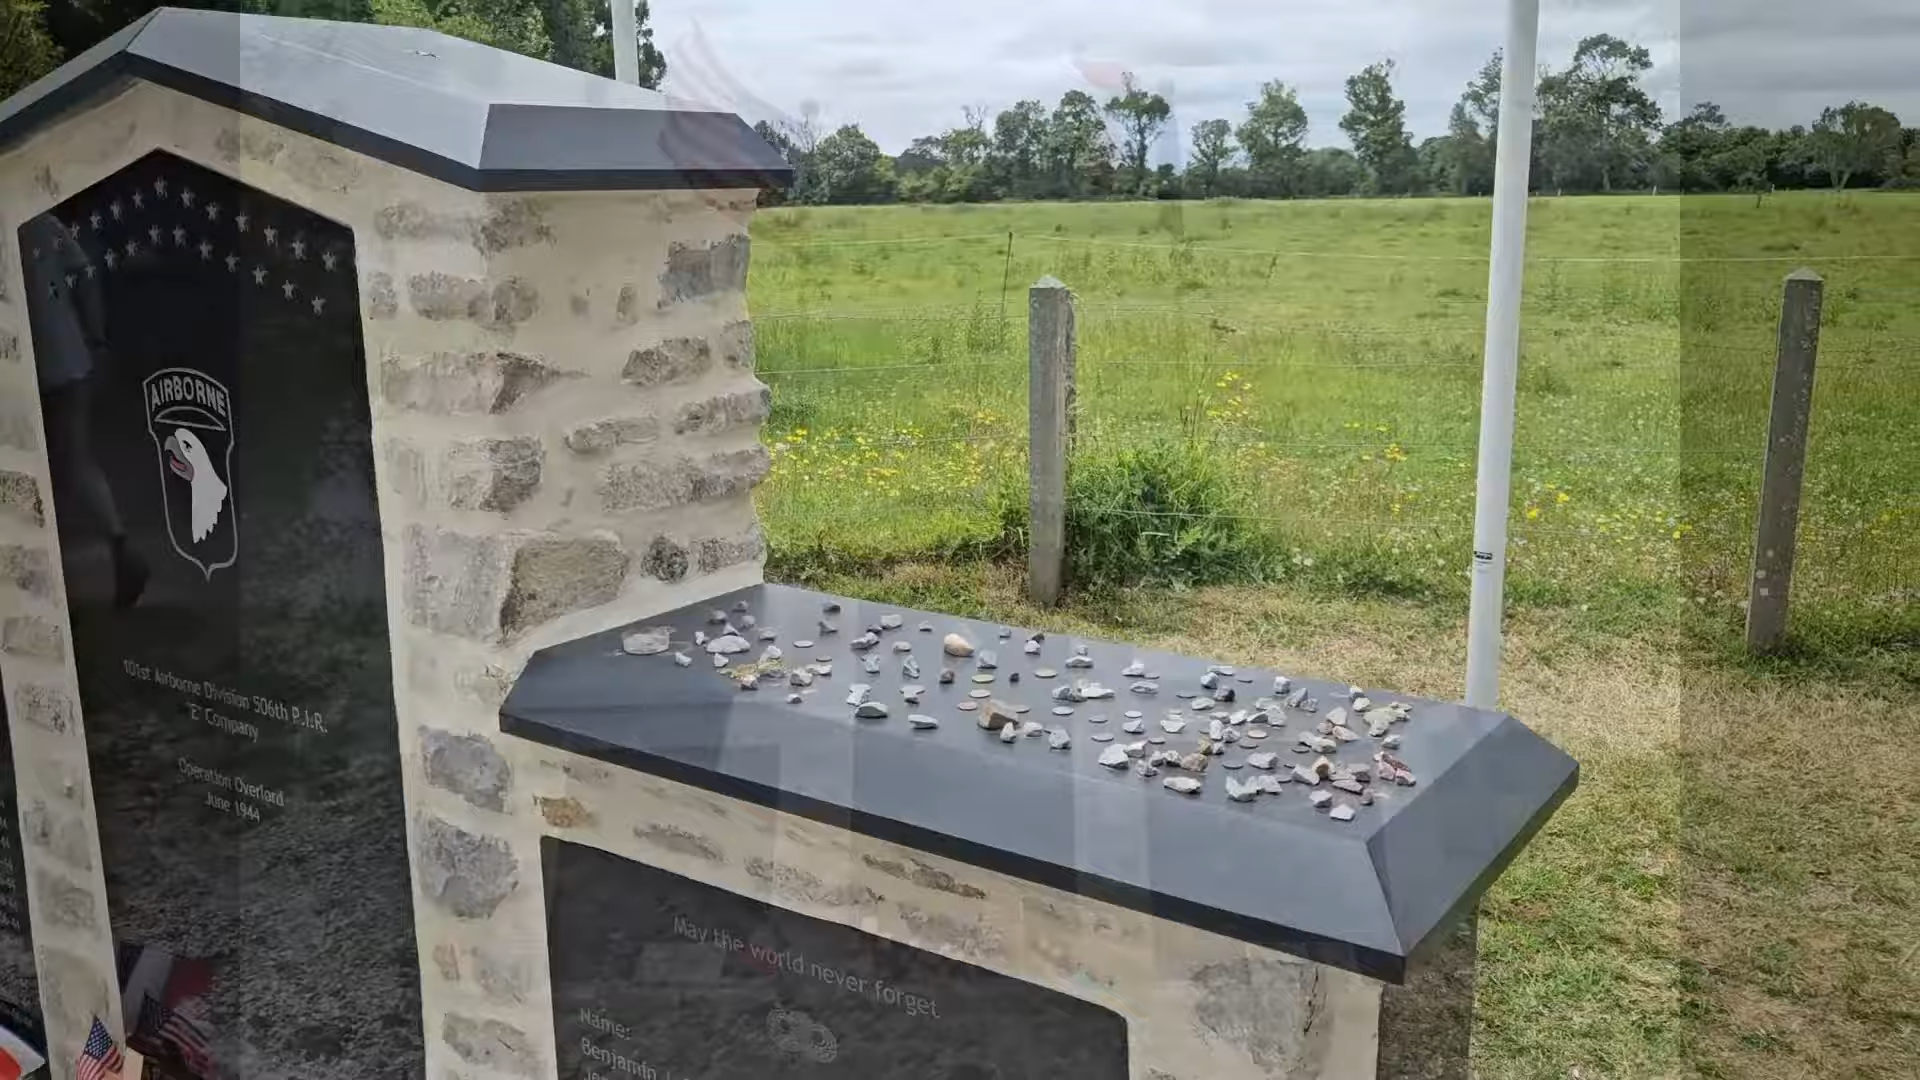 AIRBORNE
101st Airborne Division 506th P.I.R.
"E" Company
Operation Overlord
June 1944
May the world never forget
Name:
Benjamin